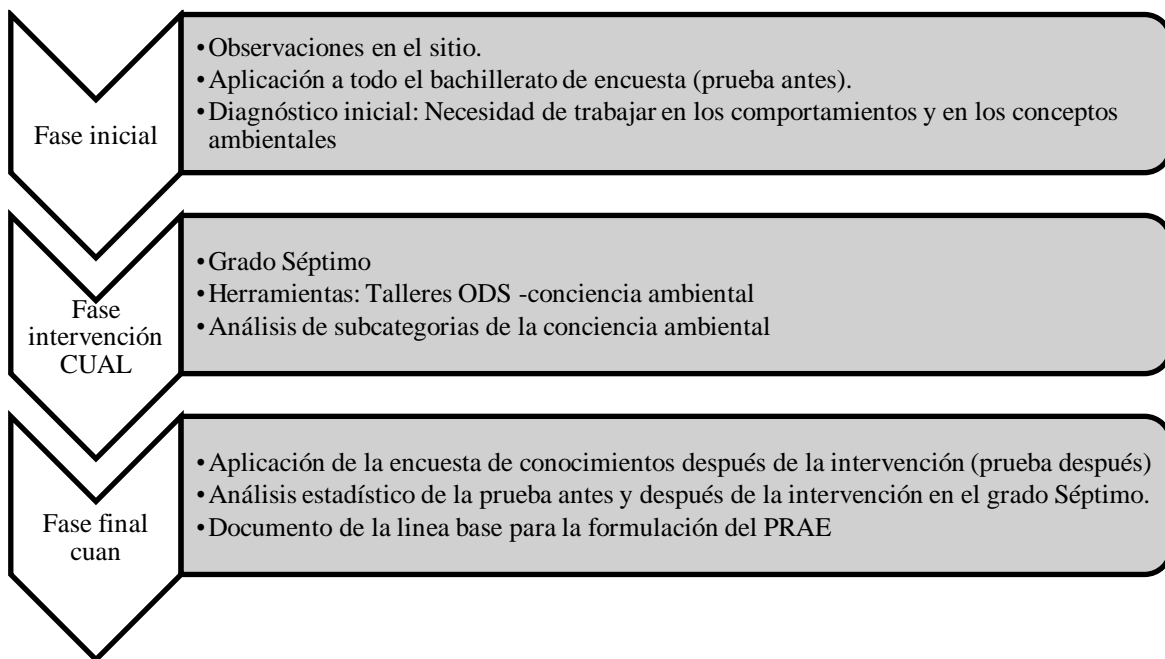 Fase inicial
•Observaciones en el sitio.
•Aplicación a todo el bachillerato de encuesta (prueba antes).
•Diagnóstico inicial: Necesidad de trabajar en los comportamientos y en los conceptos
ambientales
Fase
intervención
CUAL
•Grado Séptimo
•Herramientas: Talleres ODS -conciencia ambiental
•Análisis de subcategorias de la conciencia ambiental
Fase final
cuan
•Aplicación de la encuesta de conocimientos después de la intervención (prueba después)
•Análisis estadístico de la prueba antes y después de la intervención en el grado Séptimo.
•Documento de la linea base para la formulación del PRAE